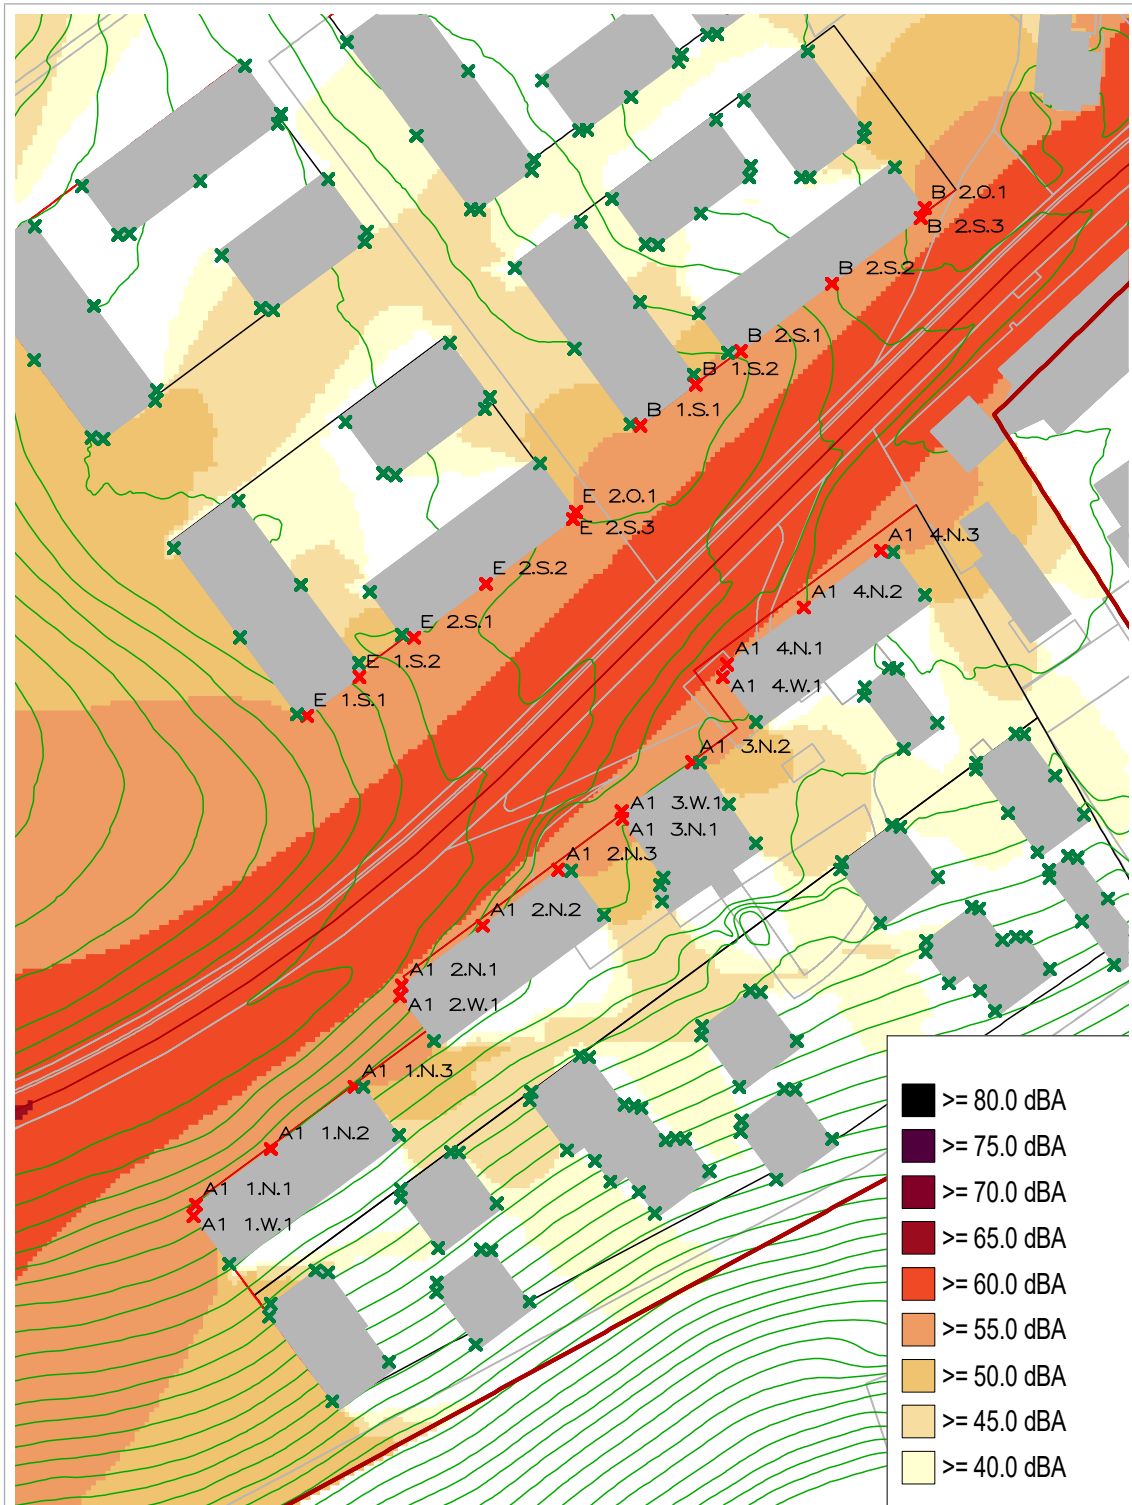 B 2.O.1
B 2.S.3
B 2.S.2
B 2.S.1
B 1.S.2
B 1.S.1
E 2.O.1
E 2.S.3
A1 4.N.3
E 2.S.2
A1 4.N.2
E 2.S.1
A1 4.N.1
E 1.S.2
A1 4.W.1
E 1.S.1
A1 3.N.2
A1 3.W.1
A1 3.N.1
A1 2.N.3
A1 2.N.2
A1 2.N.1
A1 2.W.1
A1 1.N.3
A1 1.N.2
A1 1.N.1
A1 1.W.1
>= 80.0 dBA
>= 75.0 dBA
>= 70.0 dBA
>= 65.0 dBA
>= 60.0 dBA
>= 55.0 dBA
>= 50.0 dBA
>= 45.0 dBA
>= 40.0 dBA